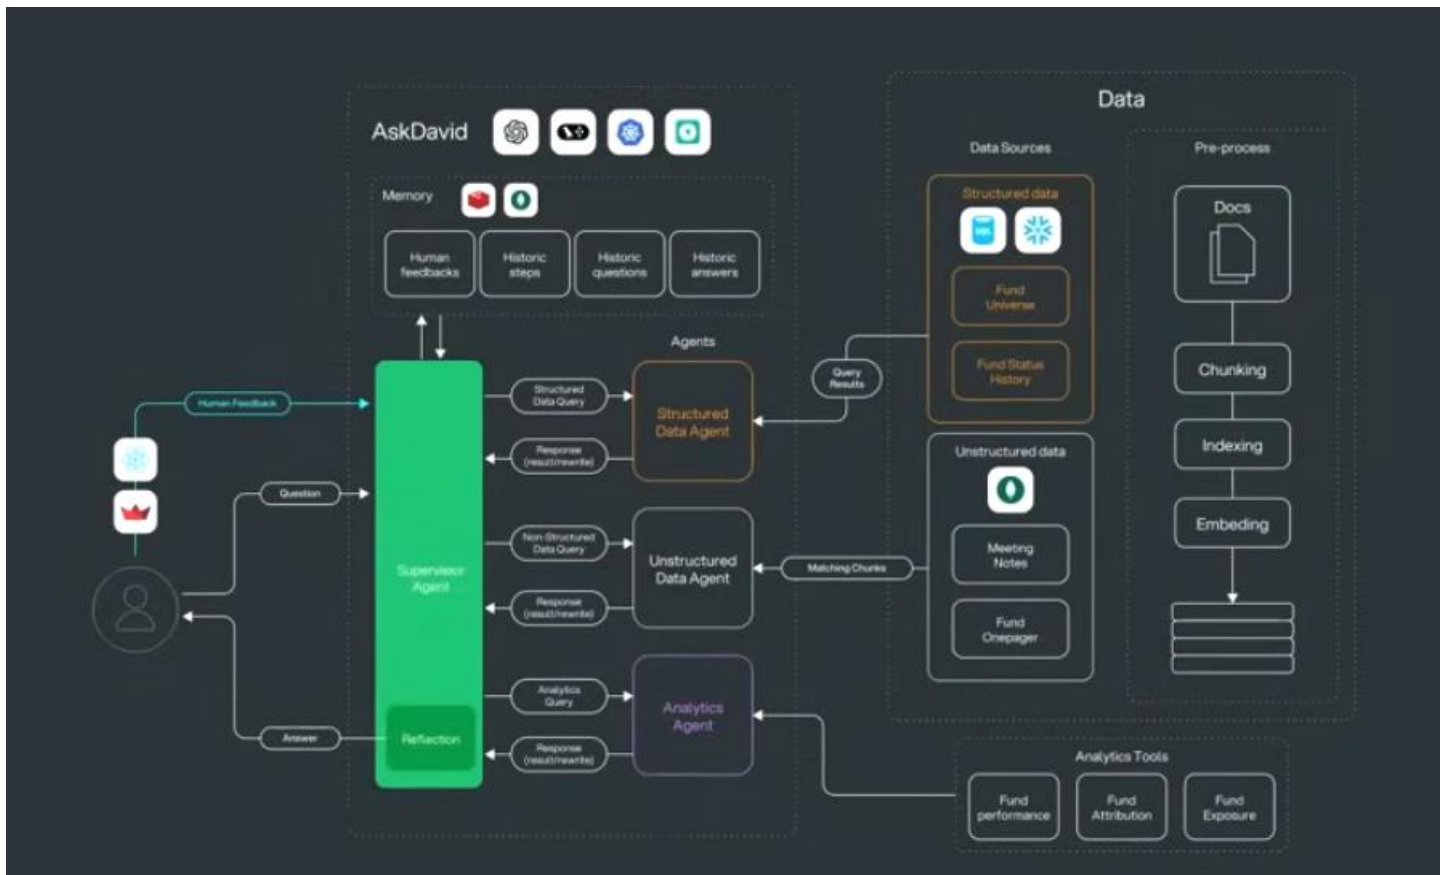 AskDavid
Memory
Human
feedbacks
Historic
steps
Historic
questions
Historic
answers
Agents
Human Feedback
Question
Answer
Supervisor
Agent
Reflection
Structured
Data Query
Response
(result/rewrite)
Structured
Data Agent
Non-Structured
Data Query
Response
(result/rewrite)
Unstructured
Data Agent
Analytics
Query
Response
(result/rewrite)
Analytics
Agent
Query
Results
Matching Chunks
Data
Data Sources
Structured data
SQL
Fund
Universe
Fund Status
History
Unstructured data
Meeting
Notes
Fund
Onepager
Pre-process
Docs
Chunking
Indexing
Embeding
Analytics Tools
Fund
performance
Fund
Attribution
Fund
Exposure